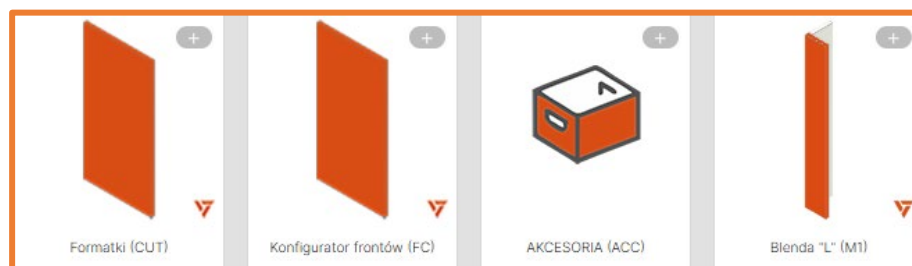 Formatki (CUT)
Konfigurator frontów (FC)
AKCESORIA (ACC)
Blenda "L" (M1)